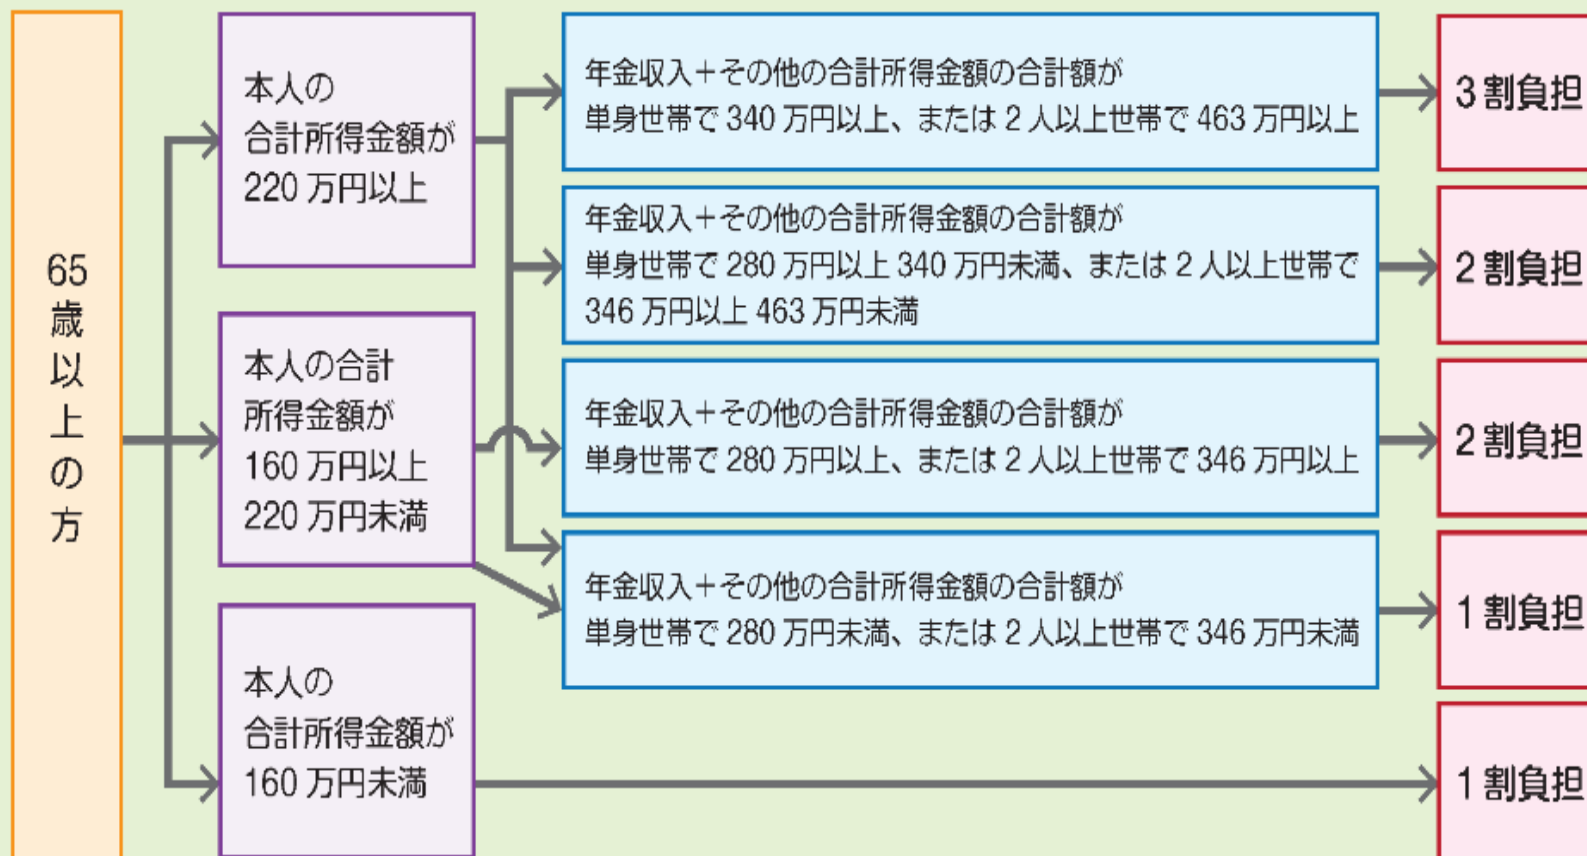 65歳以上の方
本人の
合計所得金額が
220万円以上
本人の合計
所得金額が
160万円以上
220万円未満
本人の
合計所得金額が
160万円未満
年金収入+その他の合計所得金額の合計額が
単身世帯で340万円以上、または2人以上世帯で463万円以上
年金収入+その他の合計所得金額の合計額が
単身世帯で280万円以上340万円未満、または2人以上世帯で
346万円以上463万円未満
年金収入+その他の合計所得金額の合計額が
単身世帯で280万円以上、または2人以上世帯で346万円以上
年金収入+その他の合計所得金額の合計額が
単身世帯で280万円未満、または2人以上世帯で346万円未満
3割負担
2割負担
2割負担
1割負担
1割負担